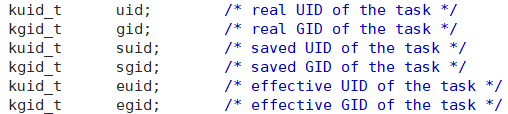 kuid_t      uid;        /* real UID of the task */
kgid_t      gid;        /* real GID of the task */
kuid_t      suid;       /* saved UID of the task */
kgid_t      sgid;       /* saved GID of the task */
kuid_t      euid;       /* effective UID of the task */
kgid_t      egid;       /* effective GID of the task */